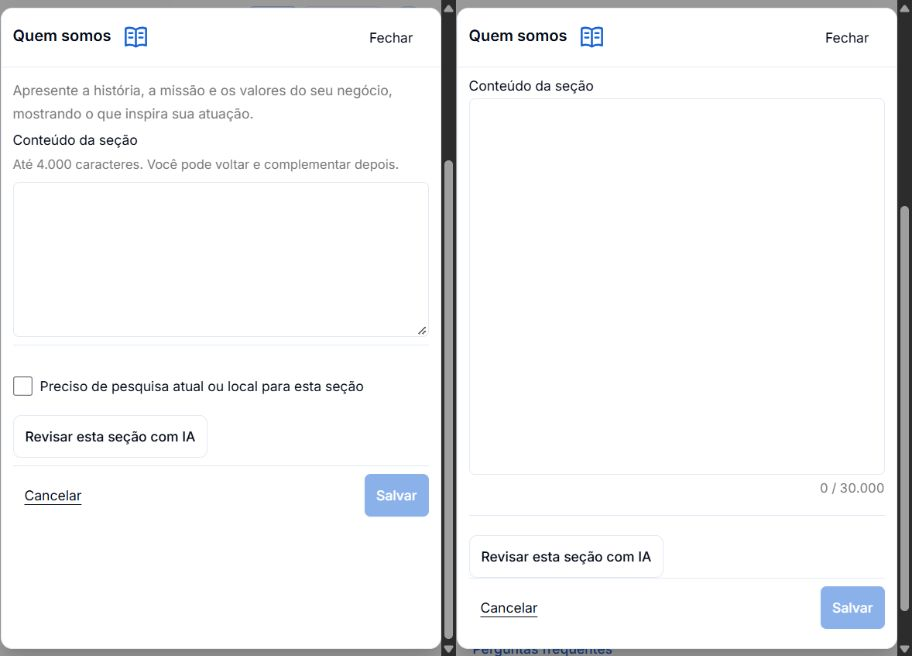 Quem somos
Fechar
Apresente a história, a missão e os valores do seu negócio,
mostrando o que inspira sua atuação.
Conteúdo da seção
Até 4.000 caracteres. Você pode voltar e complementar depois.
Preciso de pesquisa atual ou local para esta seção
Revisar esta seção com IA
Cancelar
Salvar
Quem somos
Fechar
Conteúdo da seção
0 / 30.000
Revisar esta seção com IA
Cancelar
Salvar
Perguntas frequentes